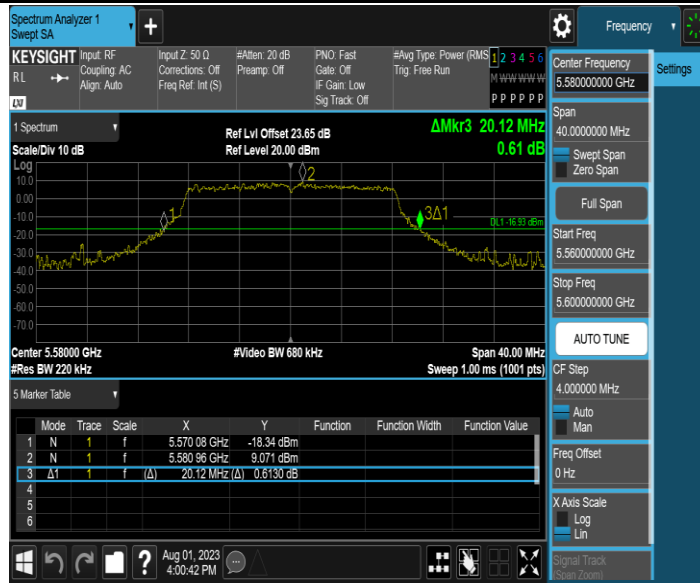 Spectrum Analyzer 1
Swept SA
Frequency
KEYSIGHT
RL
LXI
Input: RF
Coupling: AC
Align: Auto
Input Z: 50 Ω
Corrections: Off
Freq Ref: Int (S)
#Atten: 20 dB
Preamp: Off
PNO: Fast
Gate: Off
IF Gain: Low
Sig Track: Off
#Avg Type: Power (RMS
Trig: Free Run
1 2 3 4 5 6
M W W W W W
P P P P P P
Center Frequency
5.580000000 GHz
Settings
1 Spectrum
Ref Lvl Offset 23.65 dB
ΔMkr3 20.12 MHz
Scale/Div 10 dB
Ref Level 20.00 dBm
0.61 dB
Log
10.0
0.00
-10.0
-20.0
-30.0
-40.0
-50.0
-60.0
-70.0
1
2
3Δ1
DL1 -16.93 dBm
Center 5.58000 GHz
#Video BW 680 kHz
Span 40.00 MHz
#Res BW 220 kHz
Sweep 1.00 ms (1001 pts)
Span
40.0000000 MHz
Swept Span
Zero Span
Full Span
Start Freq
5.560000000 GHz
Stop Freq
5.600000000 GHz
AUTO TUNE
CF Step
4.000000 MHz
Auto
Man
Freq Offset
0 Hz
X Axis Scale
Log
Lin
Signal Track
(Span Zoom)
5 Marker Table
Mode Trace Scale X Y Function Function Width Function Value
1 N 1 f 5.570 08 GHz -18.34 dBm
2 N 1 f 5.580 96 GHz 9.071 dBm
3 Δ1 1 f (Δ) 20.12 MHz (Δ) 0.6130 dB
4
5
6
?
Aug 01, 2023
4:00:42 PM